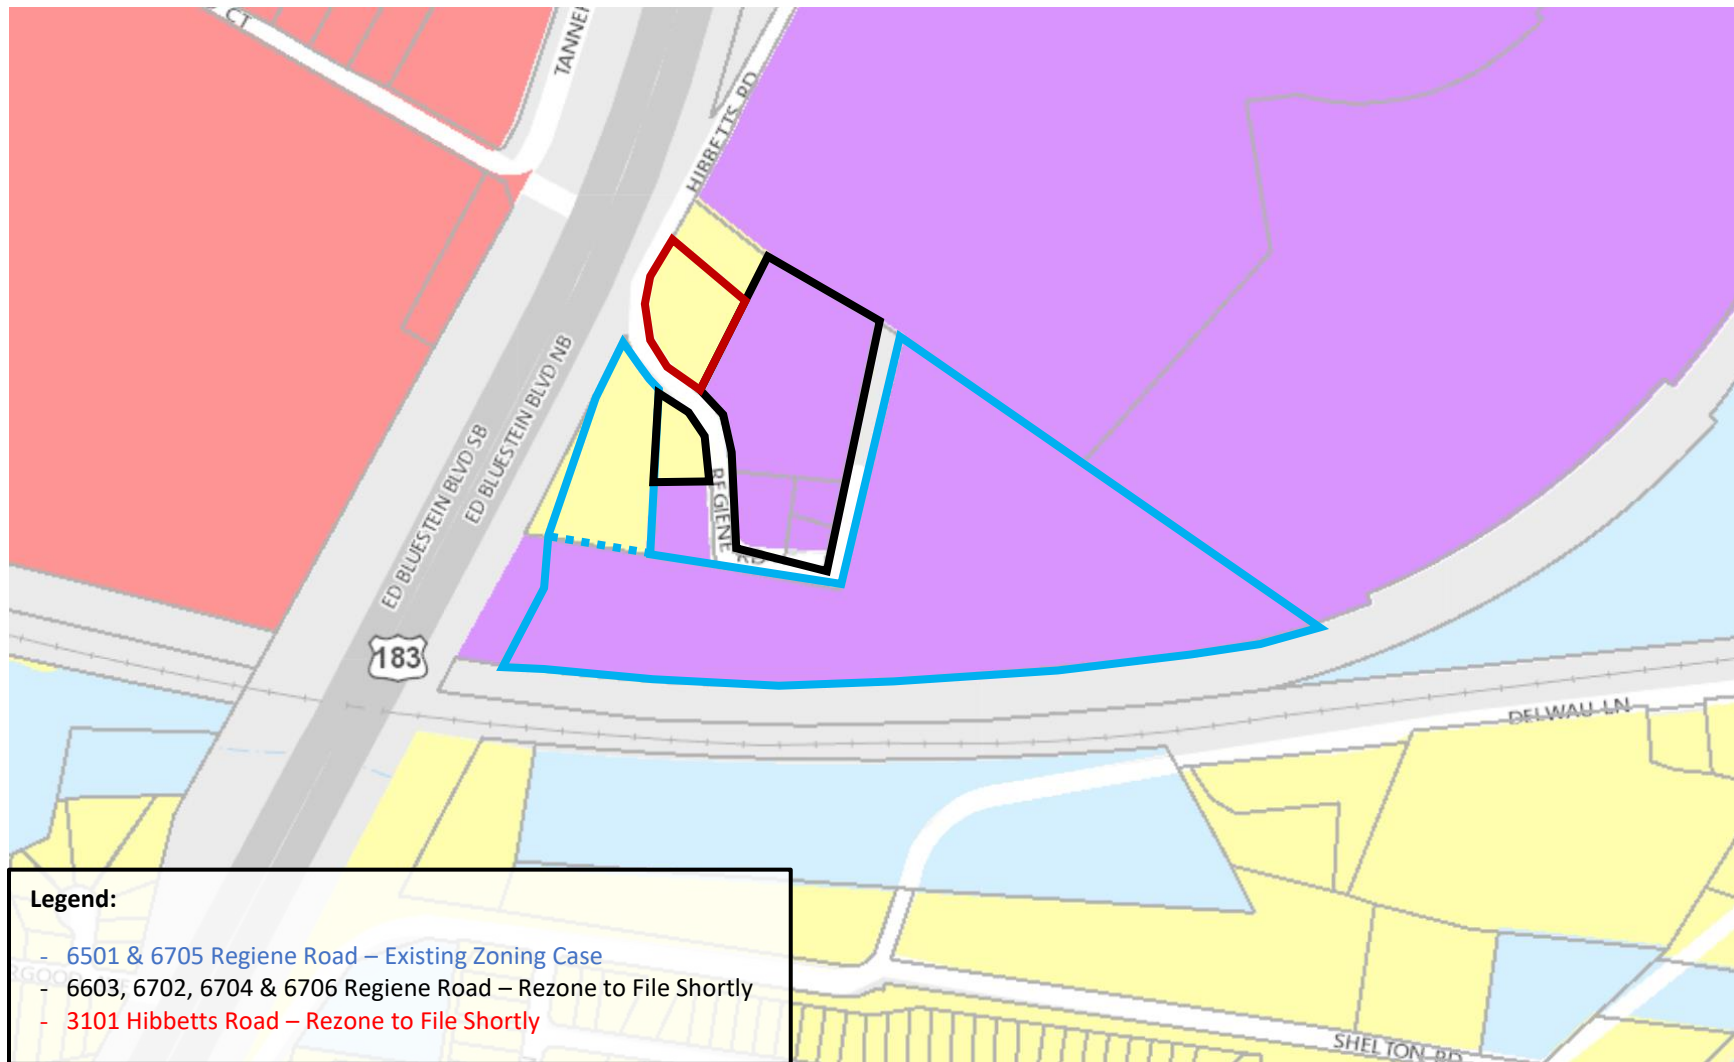 CT
TANNE
HIBBETTS RD
ED BLUESTEIN BLVD SB
ED BLUESTEIN BLVD NB
REGIENE RD
183
DELWAU LN
Legend:
- 6501 & 6705 Regiene Road – Existing Zoning Case
- 6603, 6702, 6704 & 6706 Regiene Road – Rezone to File Shortly
- 3101 Hibbetts Road – Rezone to File Shortly
SHELTON RD